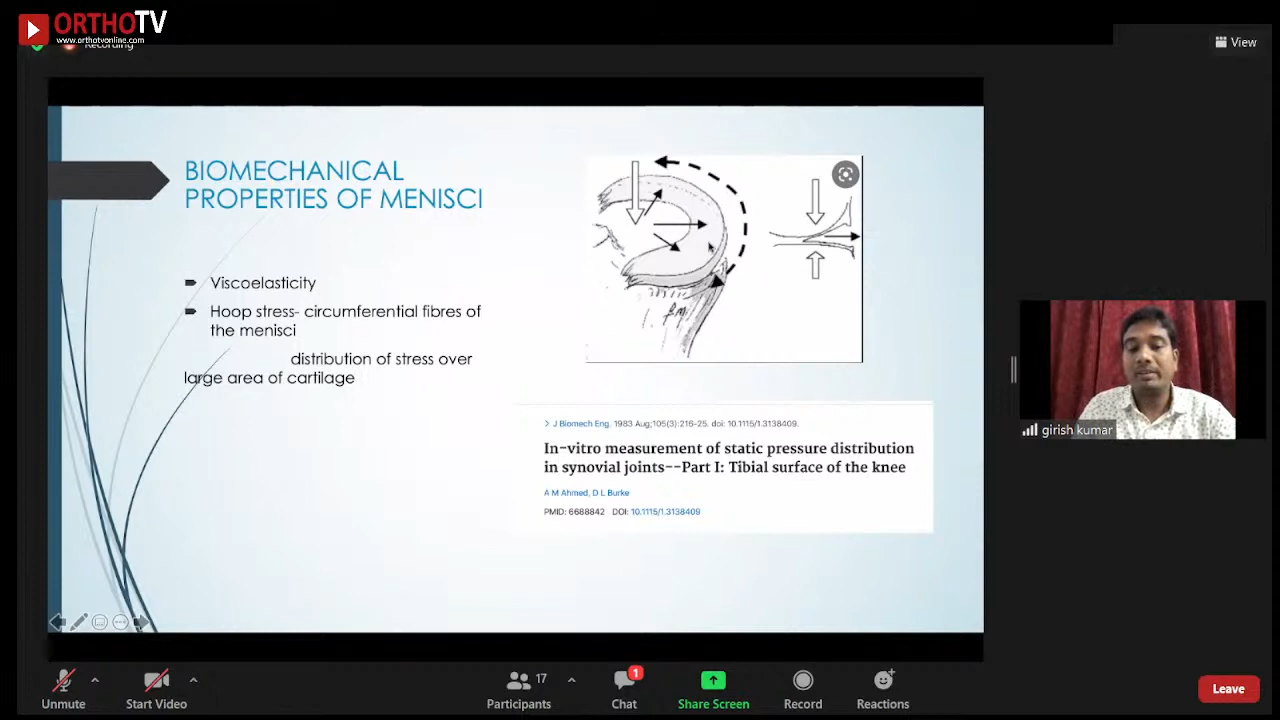 ORTHOTV
www.orthotvonline.com
Recording
View
BIOMECHANICAL
PROPERTIES OF MENISCI
Viscoelasticity
Hoop stress- circumferential fibres of
the menisci
distribution of stress over
large area of cartilage
> J Biomech Eng. 1983 Aug;105(3):216-25. doi: 10.1115/1.3138409.
In-vitro measurement of static pressure distribution
in synovial joints--Part I: Tibial surface of the knee
A M Ahmed, D L Burke
PMID: 6688842 DOI: 10.1115/1.3138409
girish kumar
Unmute
Start Video
17
Participants
1
Chat
Share Screen
Record
Reactions
Leave